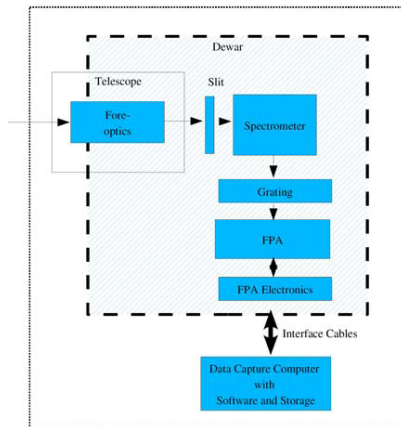 Dewar
Telescope
Slit
Fore-
optics
Spectrometer
Grating
FPA
FPA Electronics
Interface Cables
Data Capture Computer
with
Software and Storage